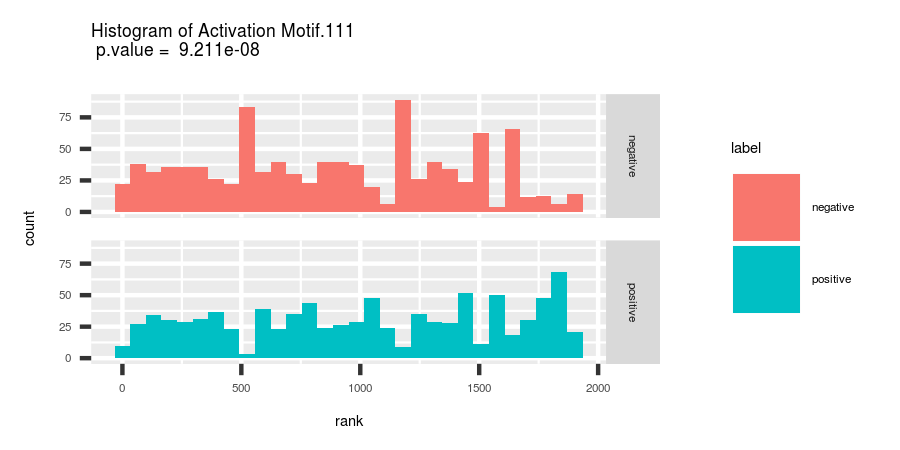 Histogram of Activation Motif.111
p.value = 9.211e-08
count
75
50
25
0
negative
75
50
25
0
positive
0 500 1000 1500 2000
rank
label
negative
positive